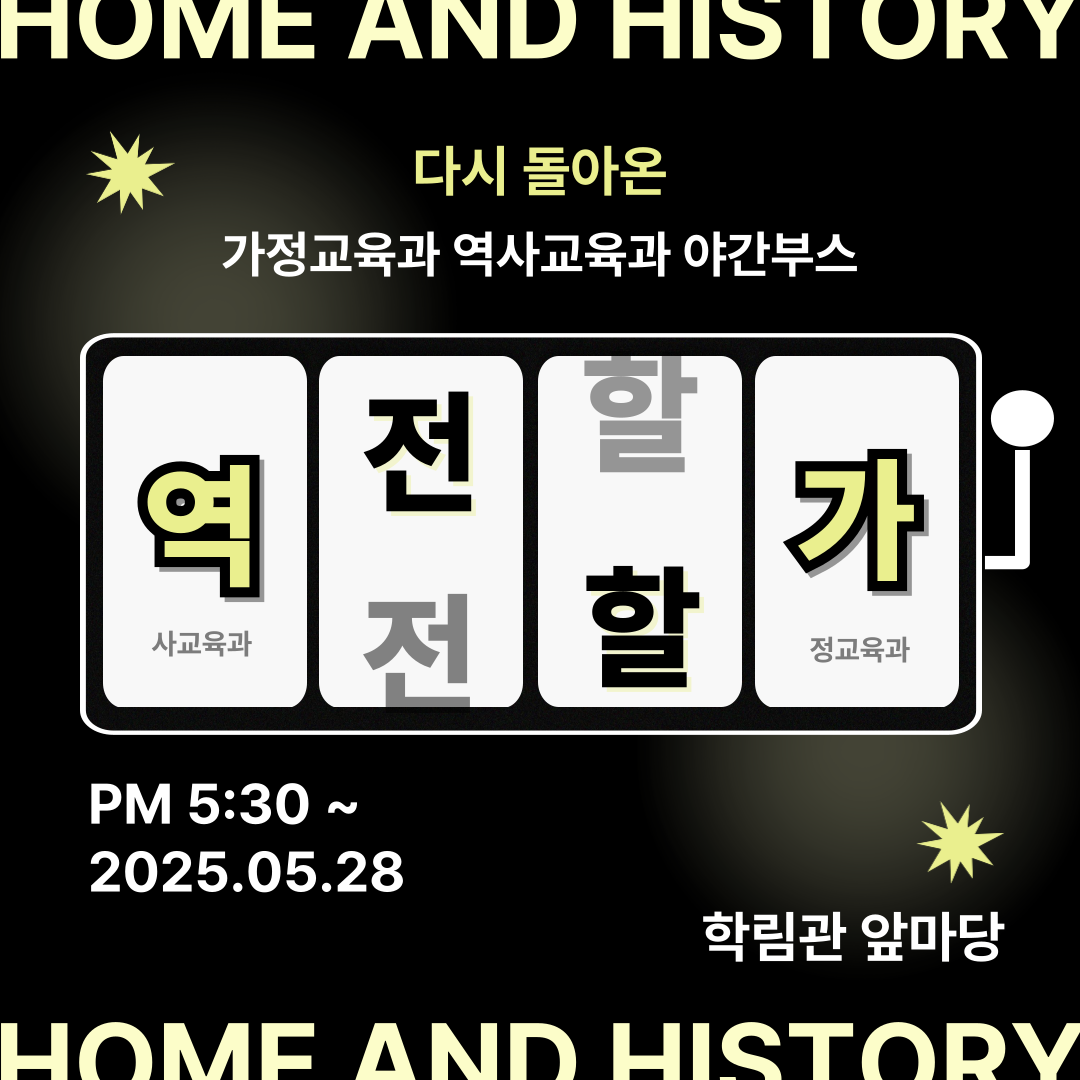 HOME AND HISTORY
다시 돌아온
가정교육과 역사교육과 야간부스
역 전 할 가
전 할
사교육과 정교육과
PM 5:30 ~
2025.05.28
학림관 앞마당
HOME AND HISTORY